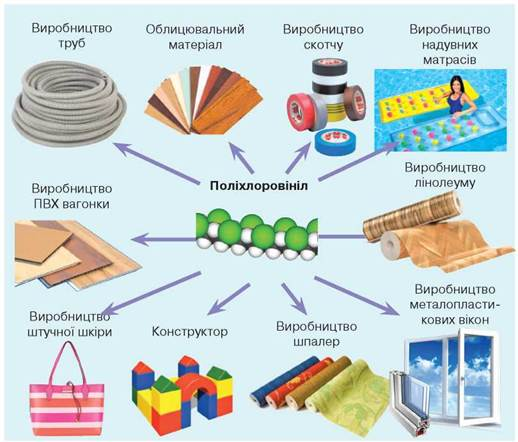 Виробництво
труб
Облицювальний
матеріал
Виробництво
скотчу
Виробництво
надувних
матрасів
Виробництво
ПВХ вагонки
Поліхлоровініл
Виробництво
лінолеуму
Виробництво
штучної шкіри
Конструктор
Виробництво
шпалер
Виробництво
металопласти-
кових вікон